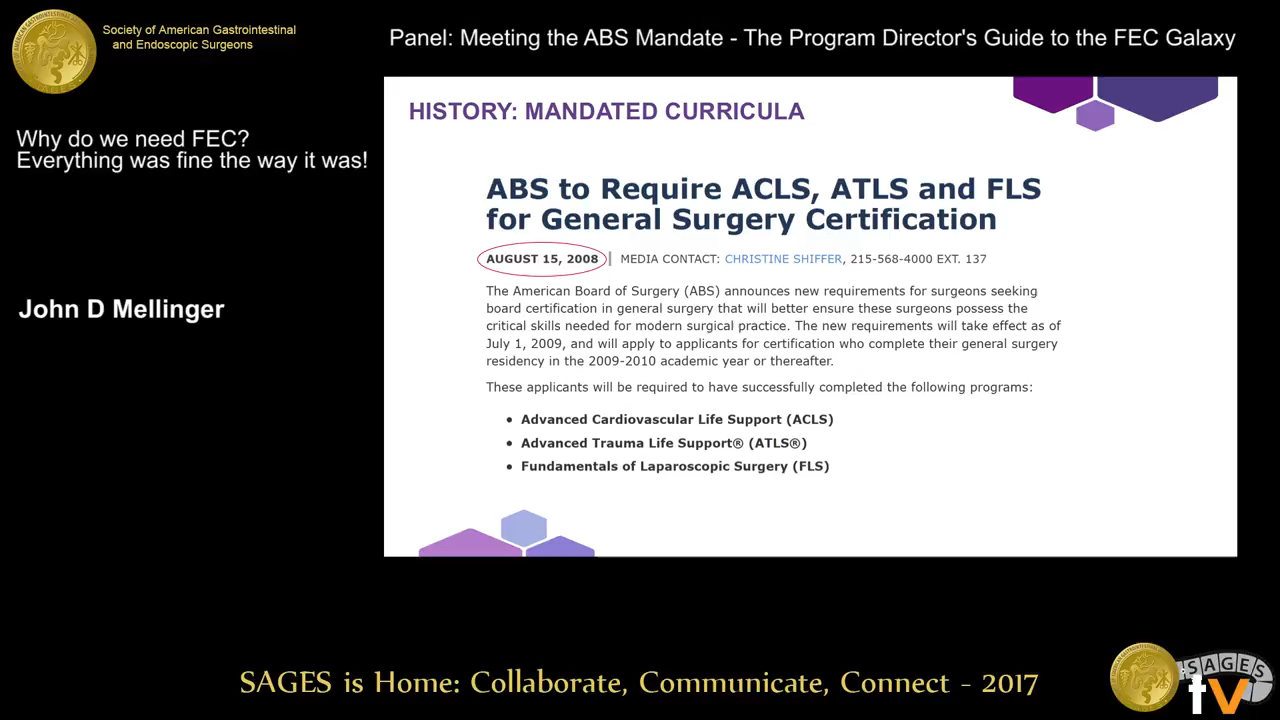 Society of American Gastrointestinal
and Endoscopic Surgeons
Panel: Meeting the ABS Mandate - The Program Director's Guide to the FEC Galaxy
Why do we need FEC?
Everything was fine the way it was!
John D Mellinger
HISTORY: MANDATED CURRICULA
ABS to Require ACLS, ATLS and FLS
for General Surgery Certification
AUGUST 15, 2008 | MEDIA CONTACT: CHRISTINE SHIFFER, 215-568-4000 EXT. 137
The American Board of Surgery (ABS) announces new requirements for surgeons seeking
board certification in general surgery that will better ensure these surgeons possess the
critical skills needed for modern surgical practice. The new requirements will take effect as of
July 1, 2009, and will apply to applicants for certification who complete their general surgery
residency in the 2009-2010 academic year or thereafter.
These applicants will be required to have successfully completed the following programs:
• Advanced Cardiovascular Life Support (ACLS)
• Advanced Trauma Life Support® (ATLS®)
• Fundamentals of Laparoscopic Surgery (FLS)
SAGES is Home: Collaborate, Communicate, Connect - 2017
SAGES
tv